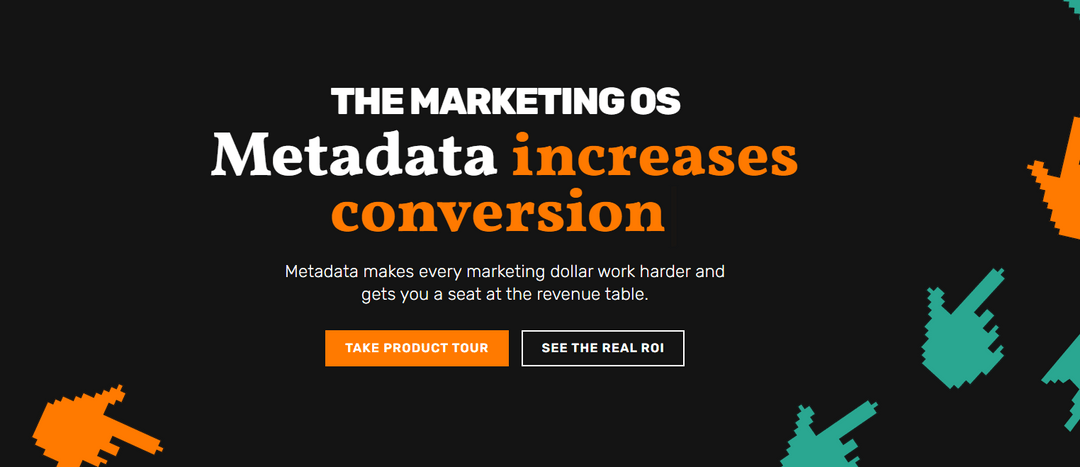 THE MARKETING OS
Metadata increases
conversion
Metadata makes every marketing dollar work harder and
gets you a seat at the revenue table.
TAKE PRODUCT TOUR
SEE THE REAL ROI